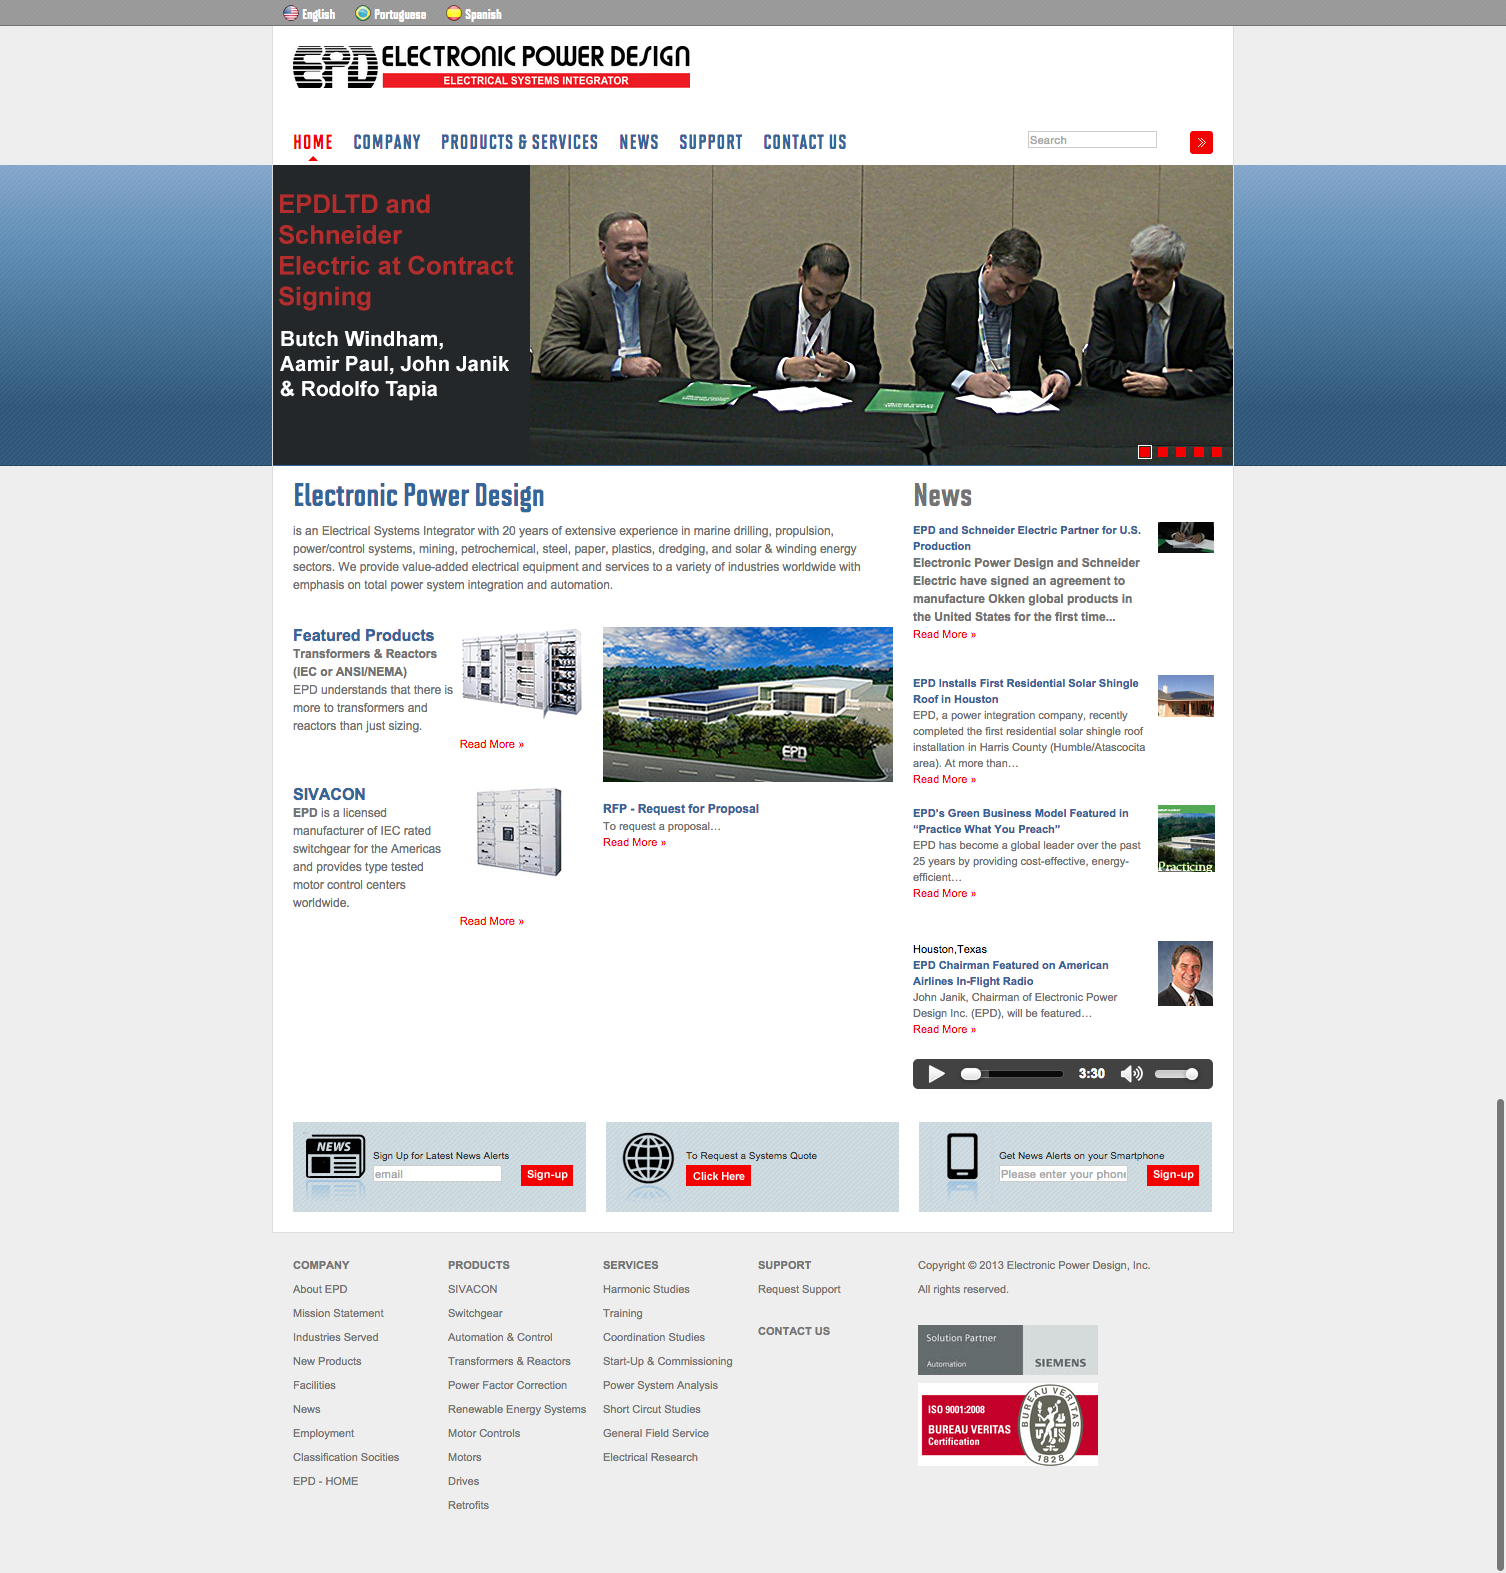 English Portuguese Spanish
EPD ELECTRONIC POWER DESIGN
ELECTRICAL SYSTEMS INTEGRATOR
HOME COMPANY PRODUCTS & SERVICES NEWS SUPPORT CONTACT US
Search
EPDLTD and
Schneider
Electric at Contract
Signing
Butch Windham,
Aamir Paul, John Janik
& Rodolfo Tapia
Electronic Power Design
is an Electrical Systems Integrator with 20 years of extensive experience in marine drilling, propulsion,
power/control systems, mining, petrochemical, steel, paper, plastics, dredging, and solar & winding energy
sectors. We provide value-added electrical equipment and services to a variety of industries worldwide with
emphasis on total power system integration and automation.
Featured Products
Transformers & Reactors
(IEC or ANSI/NEMA)
EPD understands that there is
more to transformers and
reactors than just sizing.
Read More »
SIVACON
EPD is a licensed
manufacturer of IEC rated
switchgear for the Americas
and provides type tested
motor control centers
worldwide.
Read More »
EPD
RFP - Request for Proposal
To request a proposal…
Read More »
News
EPD and Schneider Electric Partner for U.S.
Production
Electronic Power Design and Schneider
Electric have signed an agreement to
manufacture Okken global products in
the United States for the first time...
Read More »
EPD Installs First Residential Solar Shingle
Roof in Houston
EPD, a power integration company, recently
completed the first residential solar shingle roof
installation in Harris County (Humble/Atascocita
area). At more than…
Read More »
EPD's Green Business Model Featured in
“Practice What You Preach”
EPD has become a global leader over the past
25 years by providing cost-effective, energy-
efficient…
Read More »
Practicing
Houston,Texas
EPD Chairman Featured on American
Airlines In-Flight Radio
John Janik, Chairman of Electronic Power
Design Inc. (EPD), will be featured…
Read More »
3:30
NEWS
Sign Up for Latest News Alerts
email
Sign-up
To Request a Systems Quote
Click Here
Get News Alerts on your Smartphone
Please enter your phone
Sign-up
COMPANY
About EPD
Mission Statement
Industries Served
New Products
Facilities
News
Employment
Classification Socities
EPD - HOME
PRODUCTS
SIVACON
Switchgear
Automation & Control
Transformers & Reactors
Power Factor Correction
Renewable Energy Systems
Motor Controls
Motors
Drives
Retrofits
SERVICES
Harmonic Studies
Training
Coordination Studies
Start-Up & Commissioning
Power System Analysis
Short Circut Studies
General Field Service
Electrical Research
SUPPORT
Request Support
CONTACT US
Copyright © 2013 Electronic Power Design, Inc.
All rights reserved.
Solution Partner
Automation
SIEMENS
ISO 9001:2008
BUREAU VERITAS
Certification
BUREAU VERITAS
1828